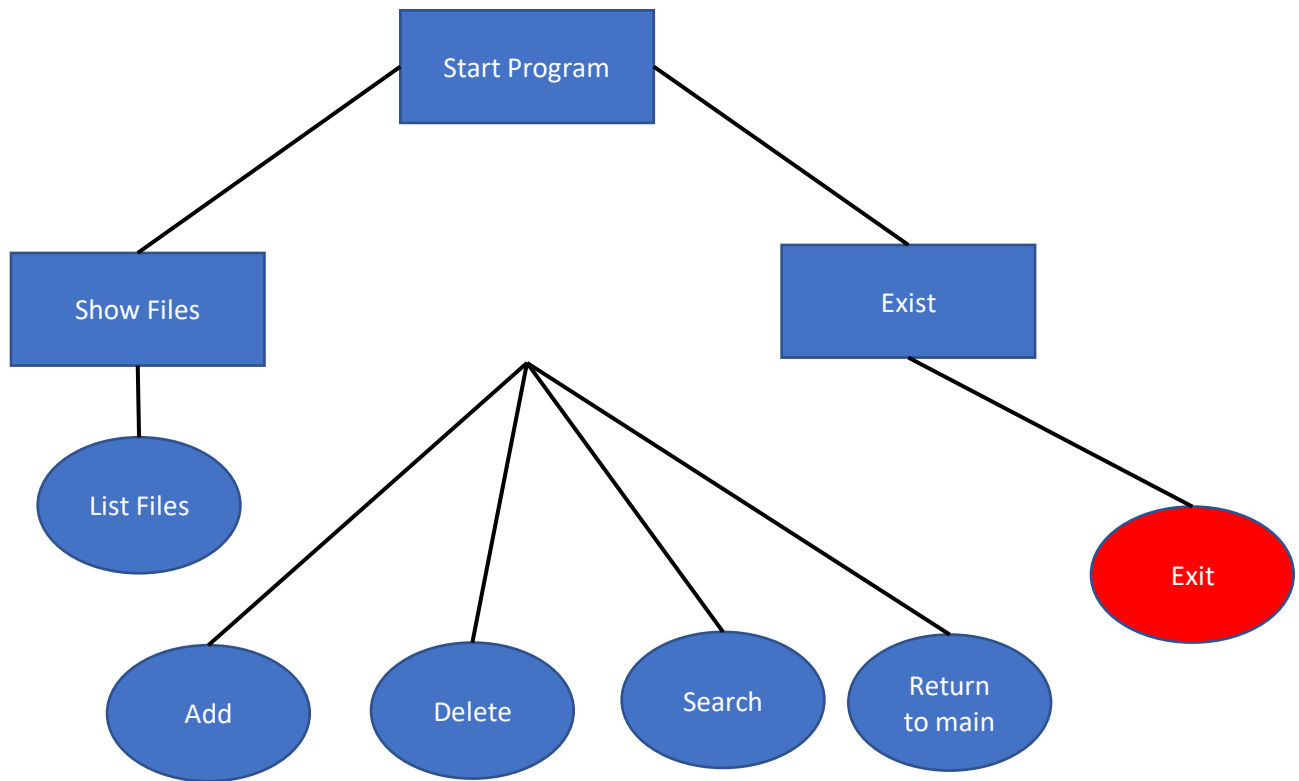 Start Program
Show Files
Exist
List Files
Exit
Add
Delete
Search
Return
to main